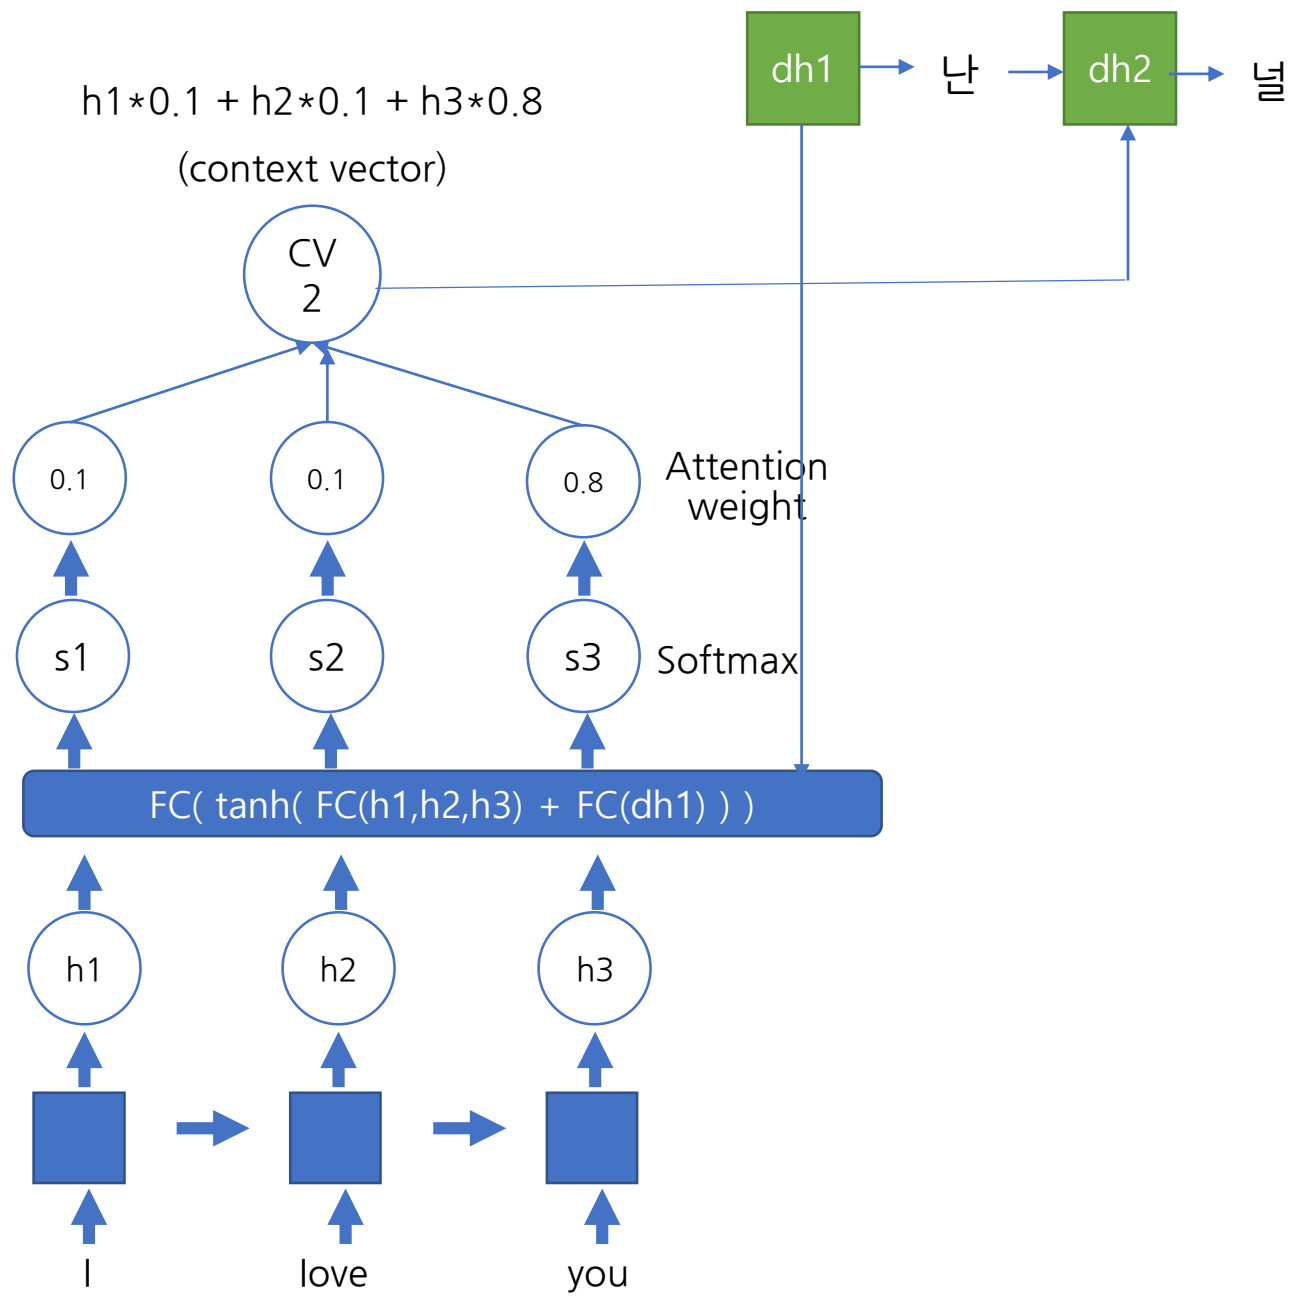 dh1
난
dh2
널
h1*0.1 + h2*0.1 + h3*0.8
(context vector)
CV
2
0.1
0.1
0.8
Attention
weight
s1
s2
s3
Softmax
FC( tanh( FC(h1,h2,h3) + FC(dh1) ) )
h1
h2
h3
I
love
you